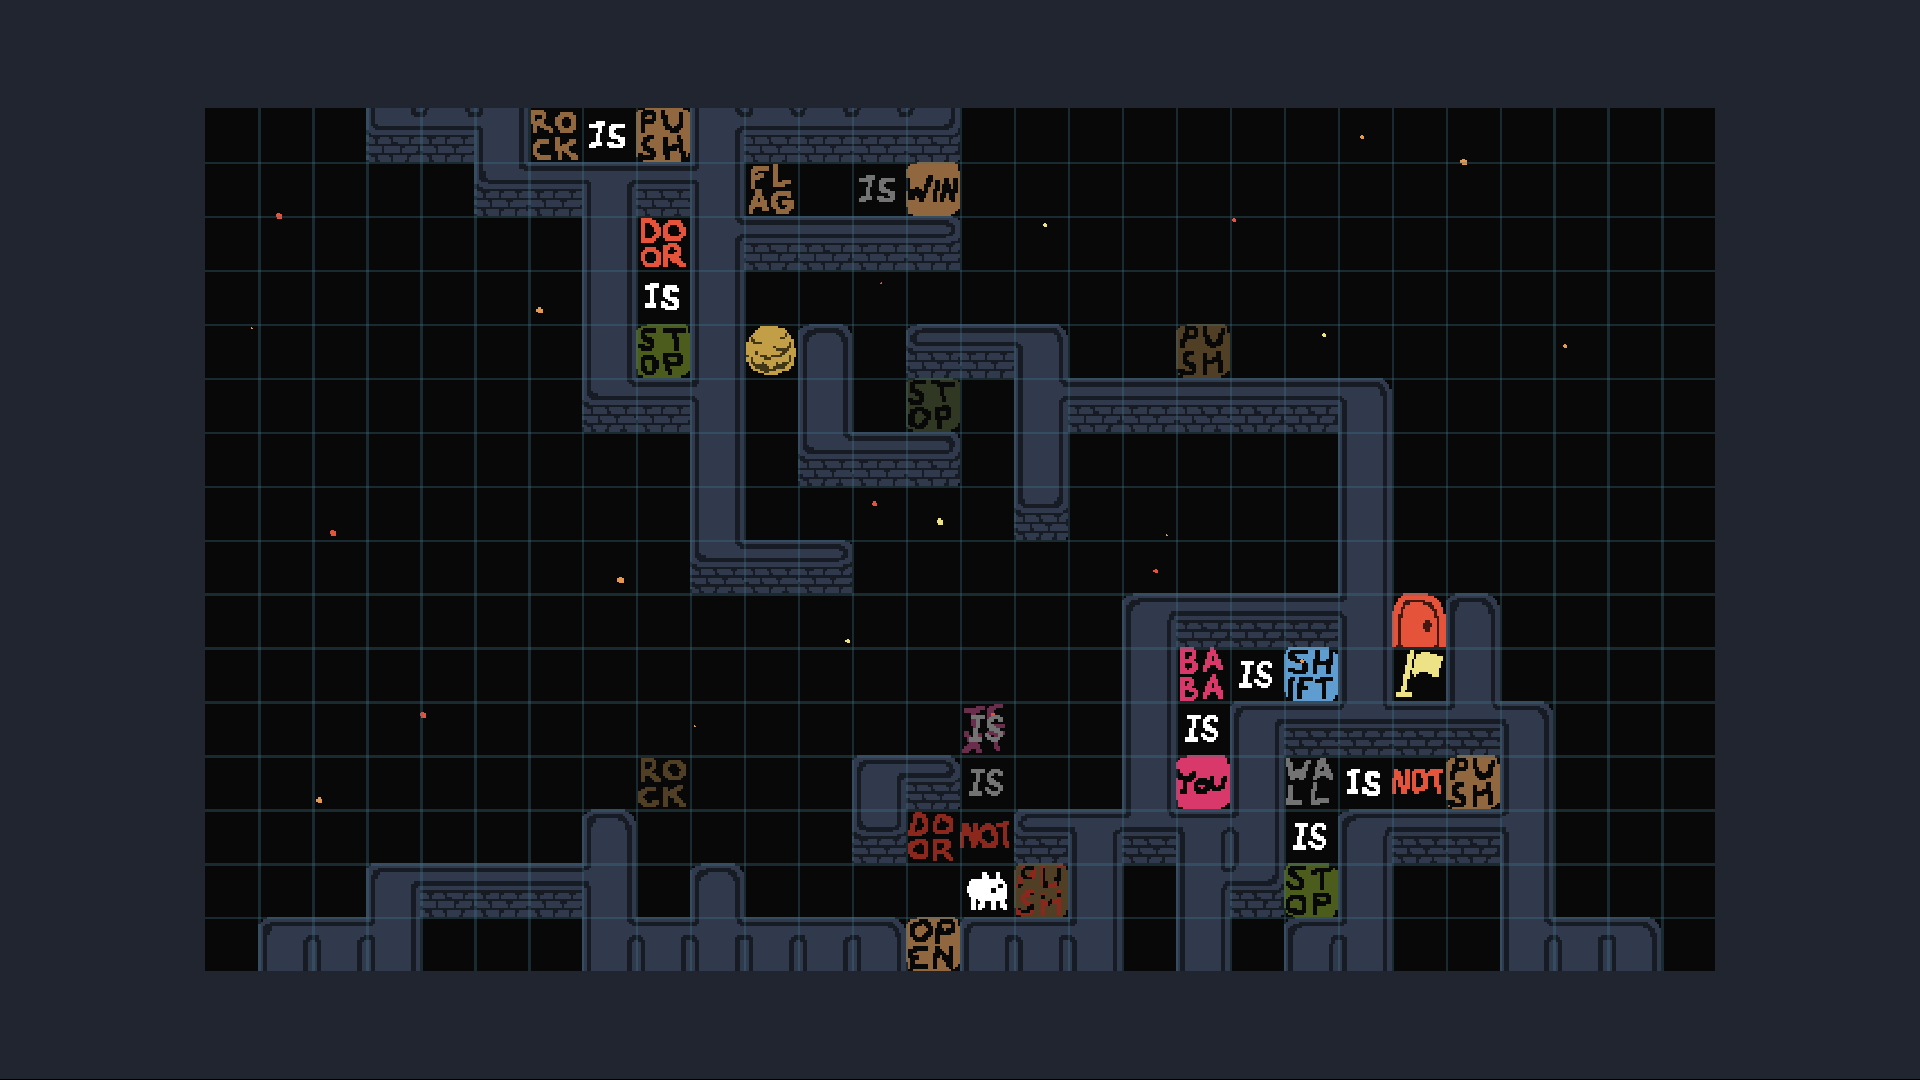 ROCK IS PUSH
FLAG IS WIN
DOOR
IS
STOP
PUSH
STOP
BABA IS SHIFT
IS
IS
ROCK
IS
YOU
WALL IS NOT PUSH
DOOR NOT
IS
STOP
OPEN